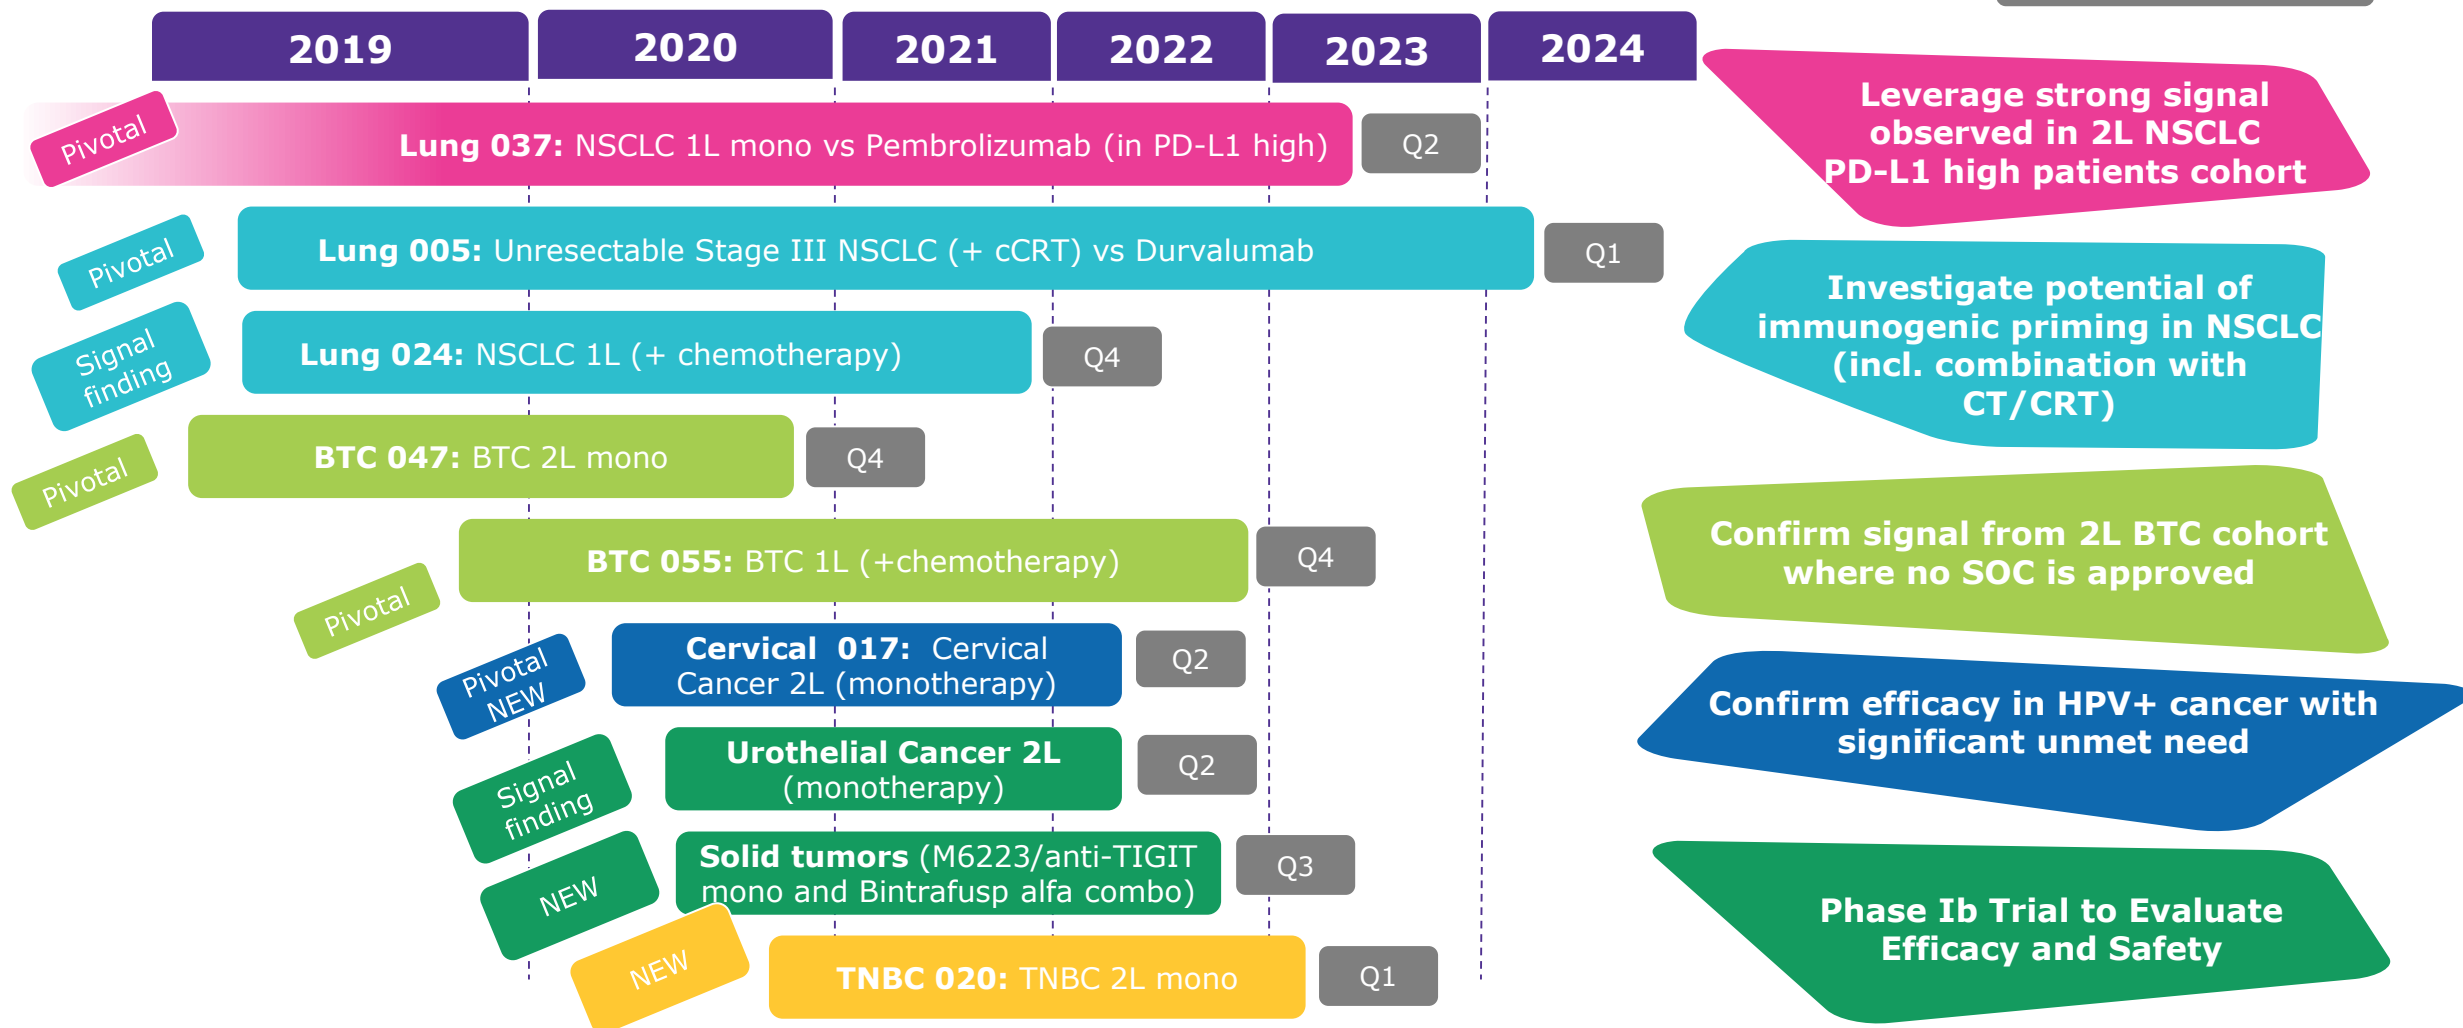 2019
2020
2021
2022
2023
2024
Pivotal
Lung 037: NSCLC 1L mono vs Pembrolizumab (in PD-L1 high)
Q2
Leverage strong signal
observed in 2L NSCLC
PD-L1 high patients cohort
Pivotal
Lung 005: Unresectable Stage III NSCLC (+ cCRT) vs Durvalumab
Q1
Signal
finding
Lung 024: NSCLC 1L (+ chemotherapy)
Q4
Investigate potential of
immunogenic priming in NSCLC
(incl. combination with
CT/CRT)
Pivotal
BTC 047: BTC 2L mono
Q4
Pivotal
BTC 055: BTC 1L (+chemotherapy)
Q4
Confirm signal from 2L BTC cohort
where no SOC is approved
Pivotal
NEW
Cervical 017: Cervical
Cancer 2L (monotherapy)
Q2
Confirm efficacy in HPV+ cancer with
significant unmet need
Signal
finding
Urothelial Cancer 2L
(monotherapy)
Q2
NEW
Solid tumors (M6223/anti-TIGIT
mono and Bintrafusp alfa combo)
Q3
Phase Ib Trial to Evaluate
Efficacy and Safety
NEW
TNBC 020: TNBC 2L mono
Q1